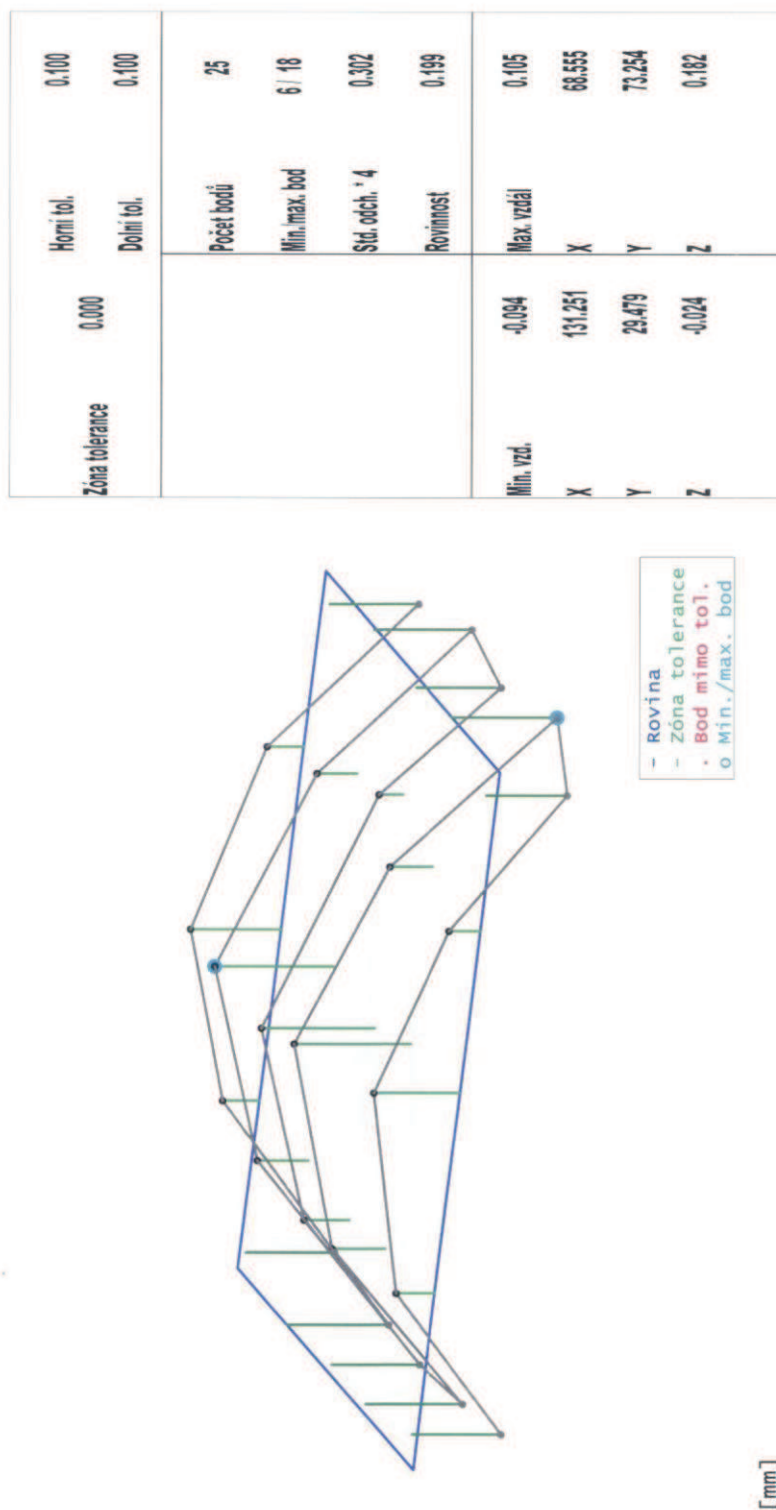 Zóna tolerance 0.000 Horní tol. 0.100
Dolní tol. 0.100
Počet bodů 25
Min./max. bod 6 / 18
Std. odch. * 4 0.302
Rovinnost 0.199
Min. vzd. -0.094 Max. vzdál 0.105
X 131.251 X 68.555
Y 29.479 Y 73.254
Z -0.024 Z 0.182
– Rovina
– Zóna tolerance
· Bod mimo tol.
o Min./max. bod
[mm]